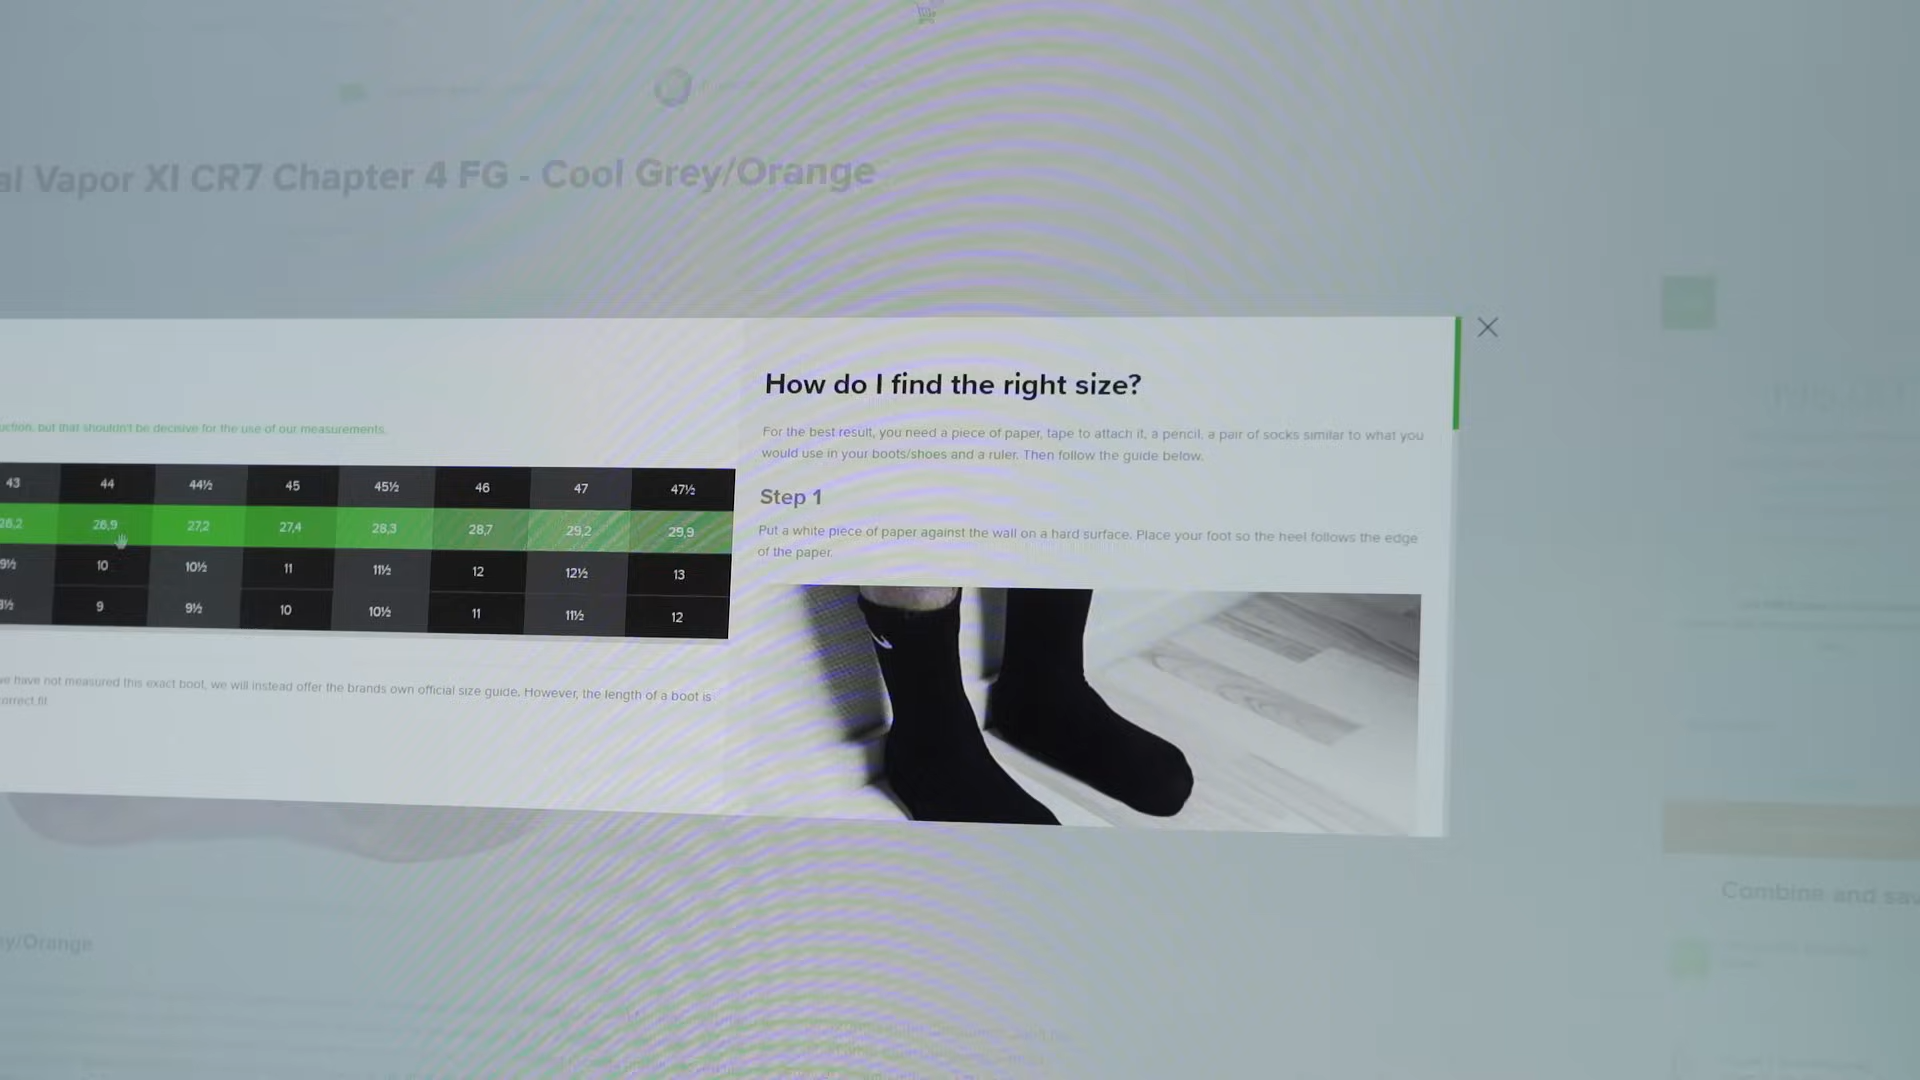 al Vapor XI CR7 Chapter 4 FG - Cool Grey/Orange
How do I find the right size?
For the best result, you need a piece of paper, tape to attach it, a pencil, a pair of socks similar to what you
would use in your boots/shoes and a ruler. Then follow the guide below.
Step 1
Put a white piece of paper against the wall on a hard surface. Place your foot so the heel follows the edge
of the paper.
uction, but that shouldn't be decisive for the use of our measurements.
43 44 44½ 45 45½ 46 47 47½
26,2 26,9 27,2 27,4 28,3 28,7 29,2 29,9
9½ 10 10½ 11 11½ 12 12½ 13
½ 9 9½ 10 10½ 11 11½ 12
we have not measured this exact boot, we will instead offer the brands own official size guide. However, the length of a boot is
orrect fit
y/Orange
Combine and sav